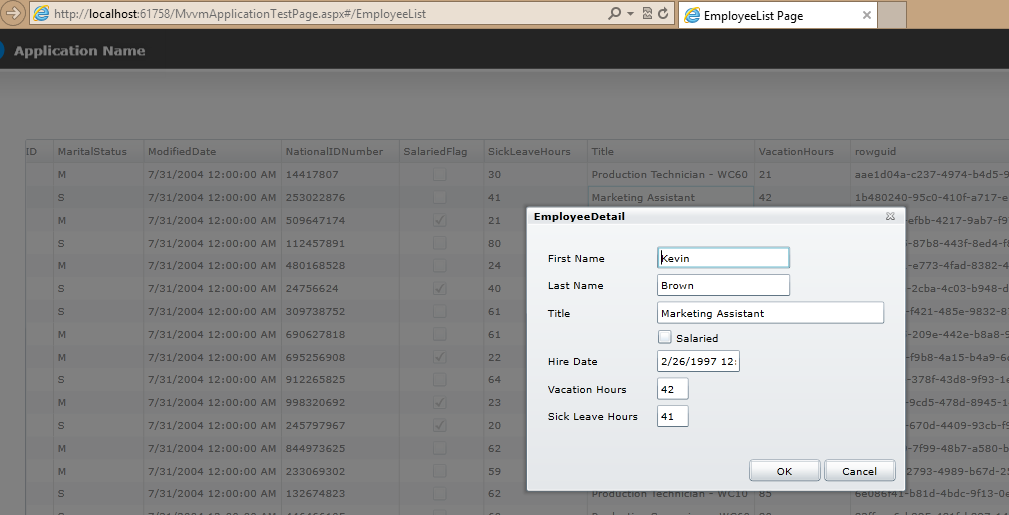 http://localhost:61758/MvvmApplicationTestPage.aspx#/EmployeeList EmployeeList Page
Application Name
ID MaritalStatus ModifiedDate NationalIDNumber SalariedFlag SickLeaveHours Title VacationHours rowguid
M 7/31/2004 12:00:00 AM 14417807 30 Production Technician - WC60 21 aae1d04a-c237-4974-b4d5-9
S 7/31/2004 12:00:00 AM 253022876 41 Marketing Assistant 42 1b480240-95c0-410f-a717-e
M 7/31/2004 12:00:00 AM 509647174 21 efbb-4217-9ab7-f9
S 7/31/2004 12:00:00 AM 112457891 80 87b8-443f-8ed4-f8
M 7/31/2004 12:00:00 AM 480168528 24 e773-4fad-8382-4
S 7/31/2004 12:00:00 AM 24756624 40 2cba-4c03-b948-d
S 7/31/2004 12:00:00 AM 309738752 61 f421-485e-9832-8
M 7/31/2004 12:00:00 AM 690627818 61 209e-442e-b8a8-9
M 7/31/2004 12:00:00 AM 695256908 22 f9b8-4a15-b4a9-6
S 7/31/2004 12:00:00 AM 912265825 64 378f-43d8-9f93-1
M 7/31/2004 12:00:00 AM 998320692 23 9cd5-478d-8945-1
S 7/31/2004 12:00:00 AM 245797967 20 670d-4409-93cb-f
M 7/31/2004 12:00:00 AM 844973625 62 7f99-48b7-a580-b
M 7/31/2004 12:00:00 AM 233069302 59 2793-4989-b67d-2
S 7/31/2004 12:00:00 AM 132674823 62 Production Technician - WC10 85 6e086f41-b81d-4bdc-9f13-0e
EmployeeDetail
First Name Kevin
Last Name Brown
Title Marketing Assistant
Salaried
Hire Date 2/26/1997 12:
Vacation Hours 42
Sick Leave Hours 41
OK Cancel